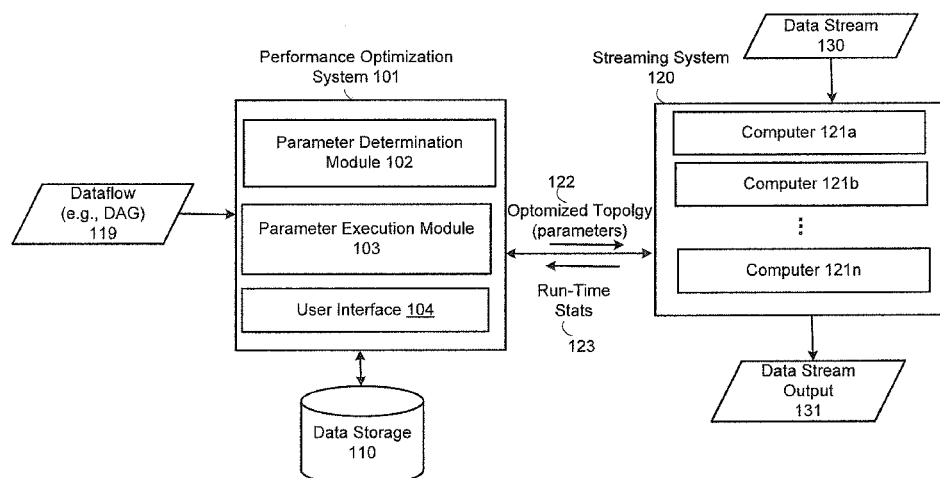 Data Stream
130
Performance Optimization
System 101
Streaming System
120
Parameter Determination
Module 102
Computer 121a
Dataflow
(e.g., DAG)
119
122
Computer 121b
Optomized Topolgy
(parameters)
Parameter Execution Module
103
⋮
Computer 121n
Run-Time
Stats
123
User Interface 104
Data Stream
Output
131
Data Storage
110